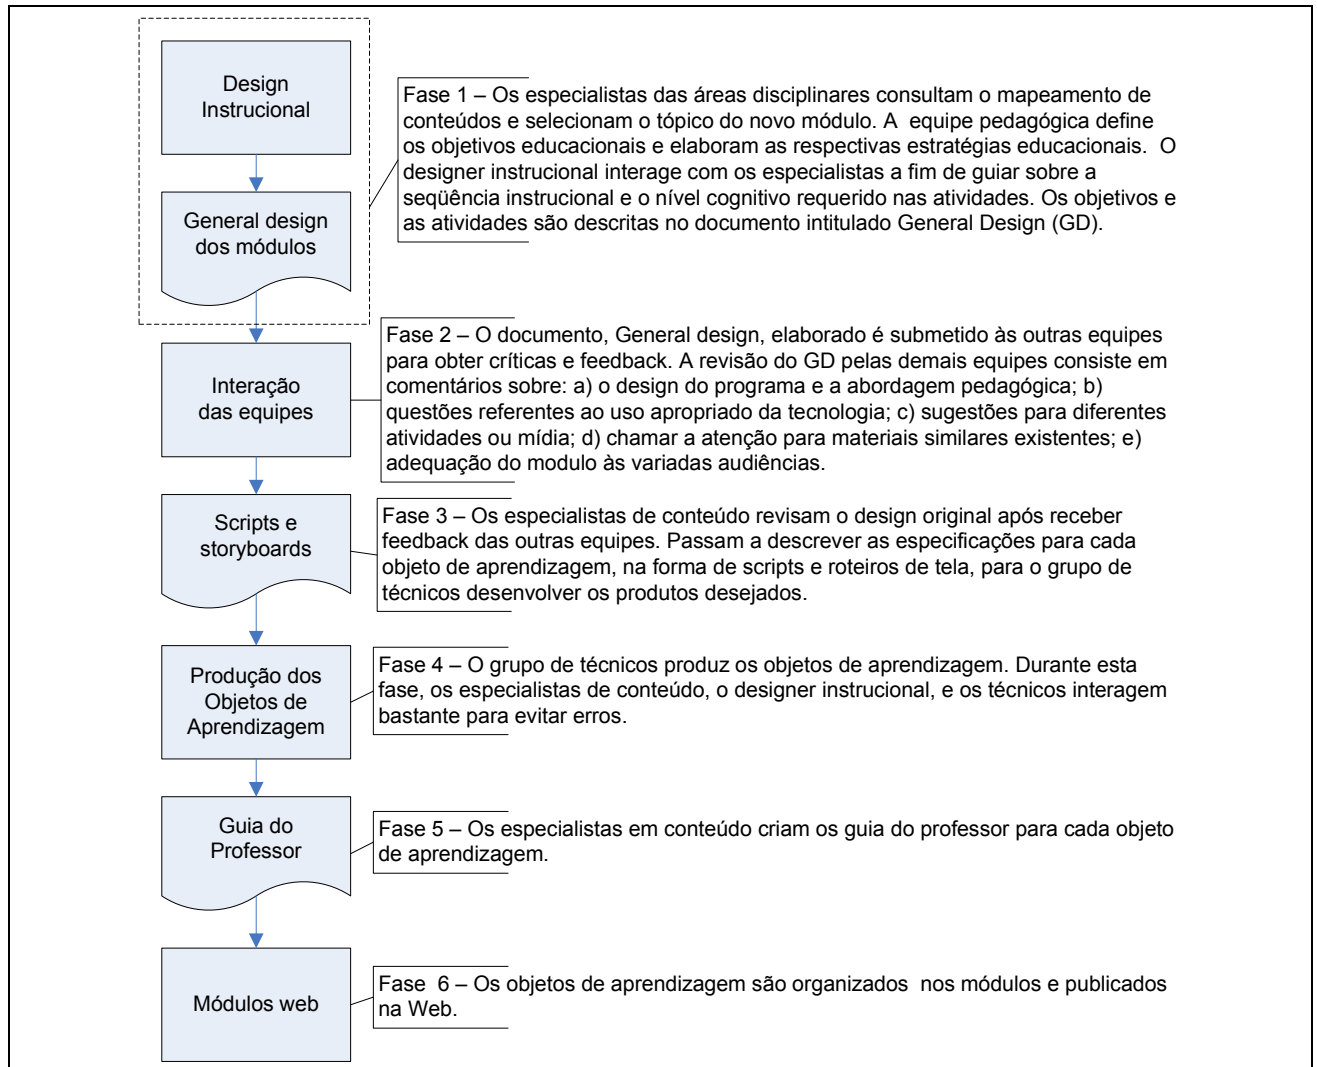 Design
Instrucional
Fase 1 – Os especialistas das áreas disciplinares consultam o mapeamento de
conteúdos e selecionam o tópico do novo módulo. A equipe pedagógica define
os objetivos educacionais e elaboram as respectivas estratégias educacionais. O
designer instrucional interage com os especialistas a fim de guiar sobre a
seqüência instrucional e o nível cognitivo requerido nas atividades. Os objetivos e
as atividades são descritas no documento intitulado General Design (GD).
General design
dos módulos
Fase 2 – O documento, General design, elaborado é submetido às outras equipes
para obter críticas e feedback. A revisão do GD pelas demais equipes consiste em
comentários sobre: a) o design do programa e a abordagem pedagógica; b)
questões referentes ao uso apropriado da tecnologia; c) sugestões para diferentes
atividades ou mídia; d) chamar a atenção para materiais similares existentes; e)
adequação do modulo às variadas audiências.
Interação
das equipes
Scripts e
storyboards
Fase 3 – Os especialistas de conteúdo revisam o design original após receber
feedback das outras equipes. Passam a descrever as especificações para cada
objeto de aprendizagem, na forma de scripts e roteiros de tela, para o grupo de
técnicos desenvolver os produtos desejados.
Produção dos
Objetos de
Aprendizagem
Fase 4 – O grupo de técnicos produz os objetos de aprendizagem. Durante esta
fase, os especialistas de conteúdo, o designer instrucional, e os técnicos interagem
bastante para evitar erros.
Guia do
Professor
Fase 5 – Os especialistas em conteúdo criam os guia do professor para cada objeto
de aprendizagem.
Módulos web
Fase 6 – Os objetos de aprendizagem são organizados nos módulos e publicados
na Web.